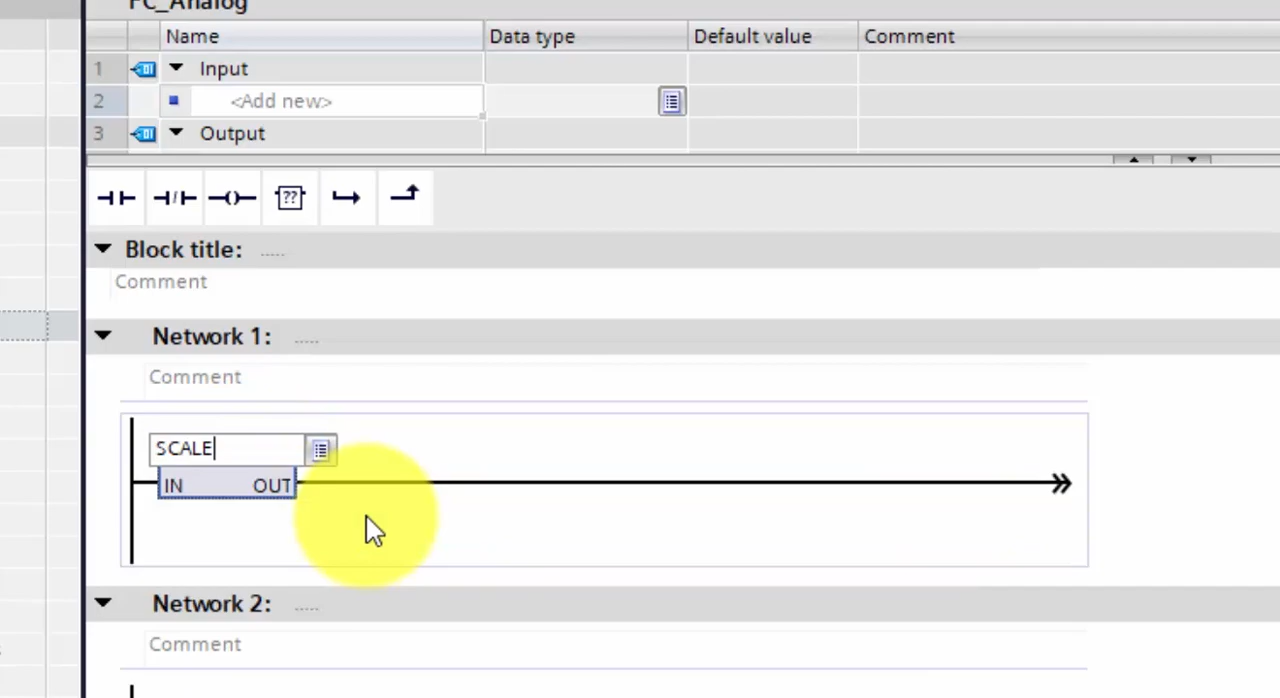 FC_Analog
Name Data type Default value Comment
1 Input
2 <Add new>
3 Output
??
Block title: .....
Comment
Network 1: .....
Comment
SCALE
IN OUT
Network 2: .....
Comment